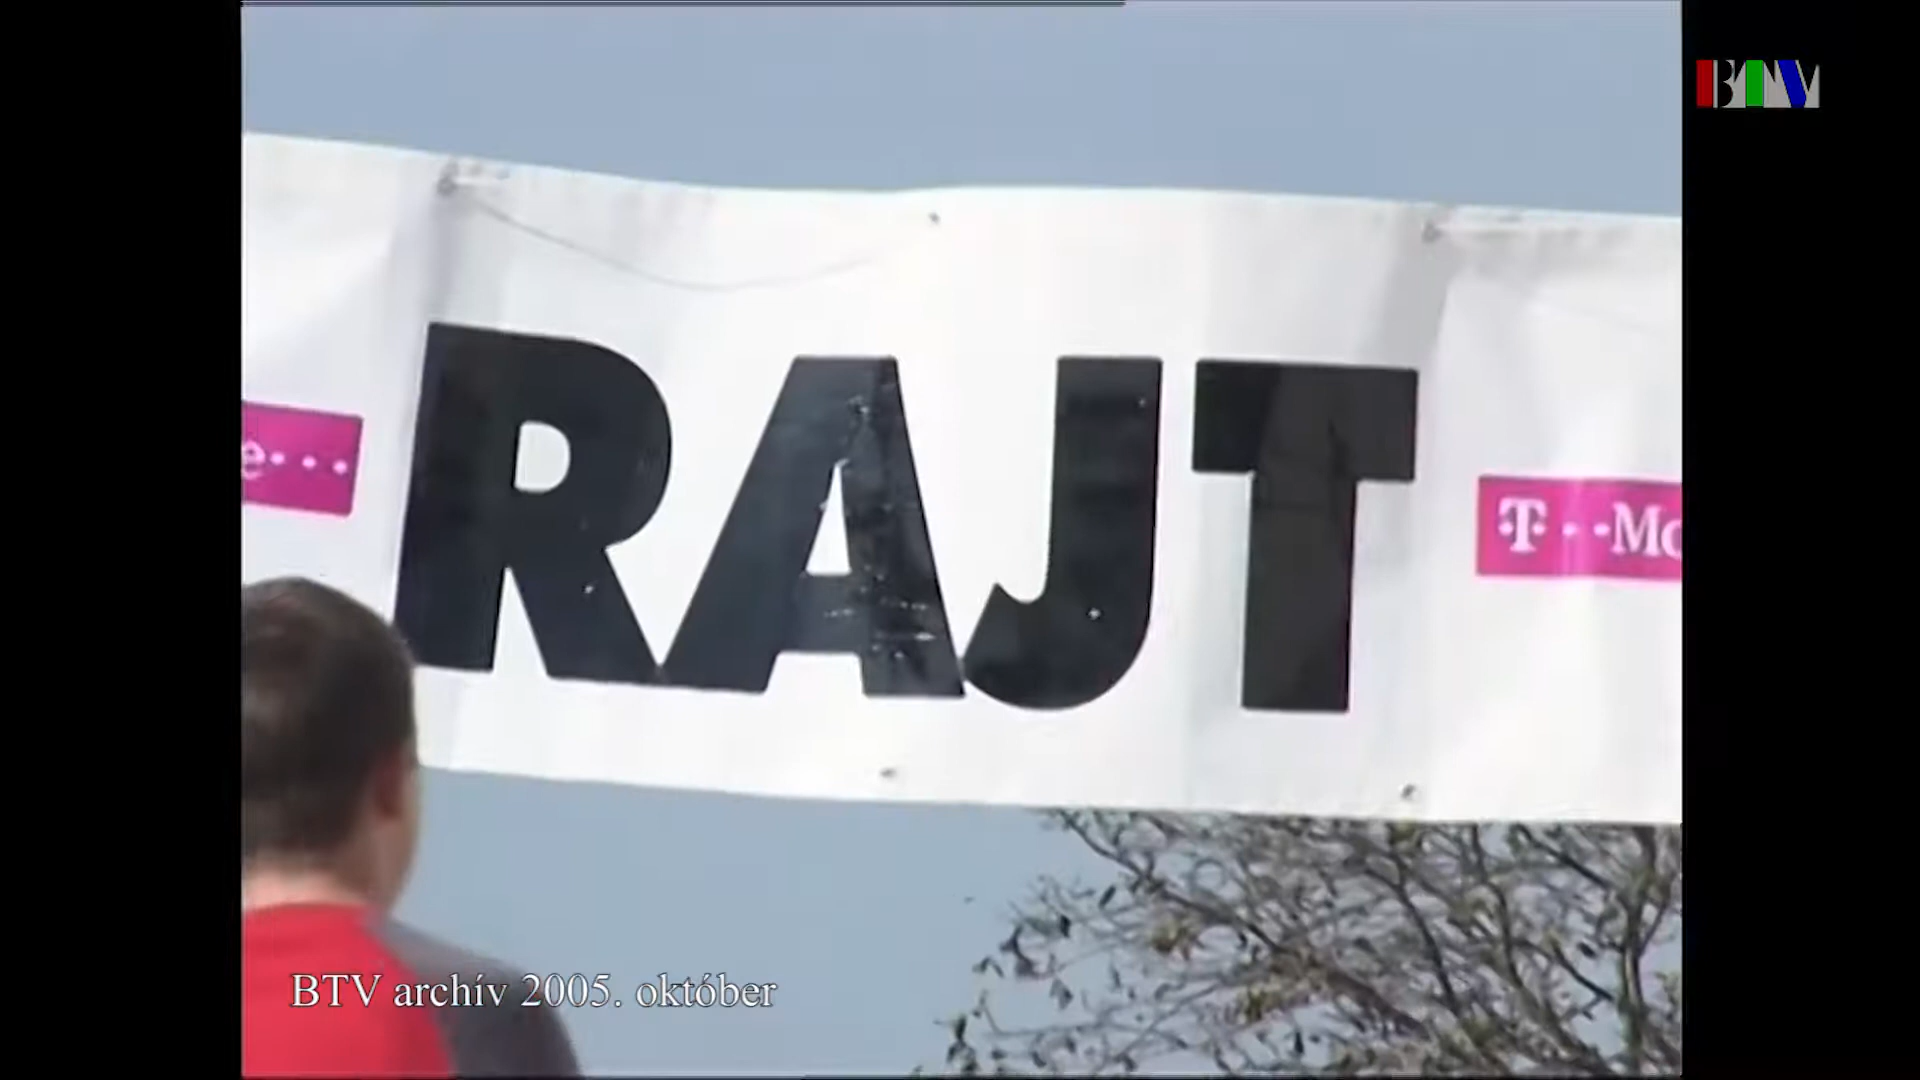 BTV
RAJT
e···
T··Mo
BTV archív 2005. október